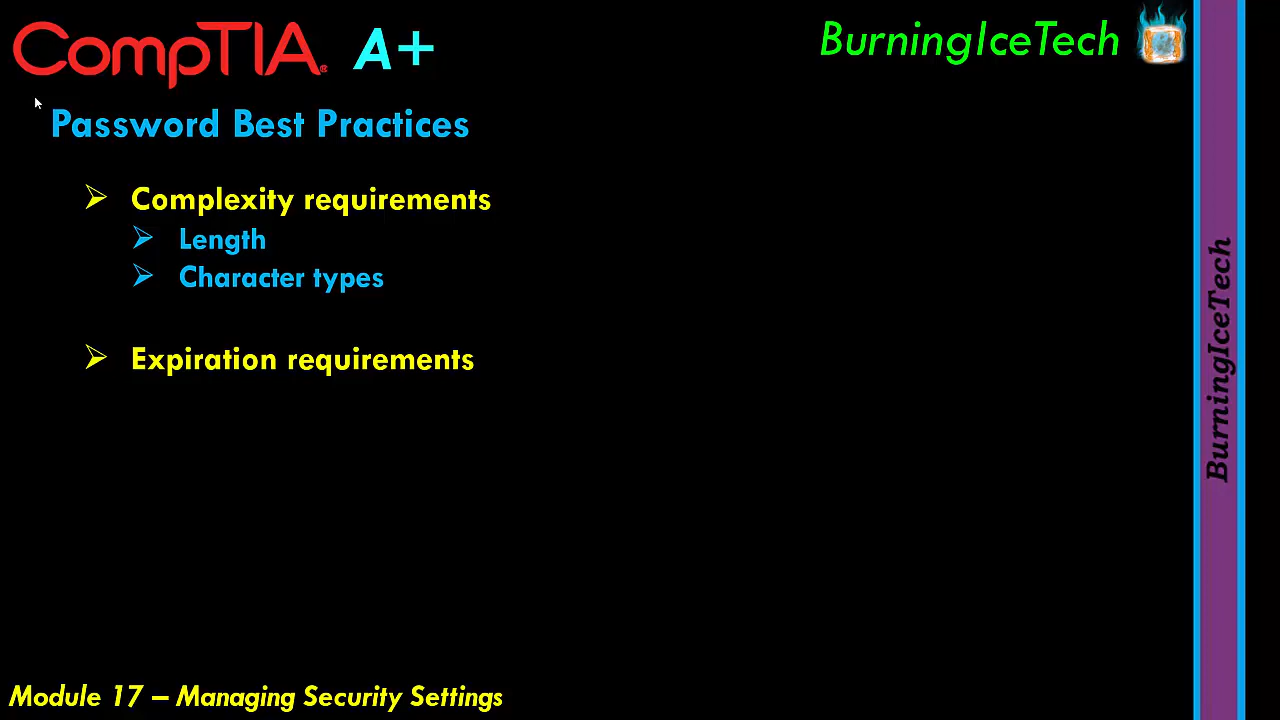 CompTIA® A+
BurningIceTech
Password Best Practices
Complexity requirements
Length
Character types
Expiration requirements
BurningIceTech
Module 17 – Managing Security Settings